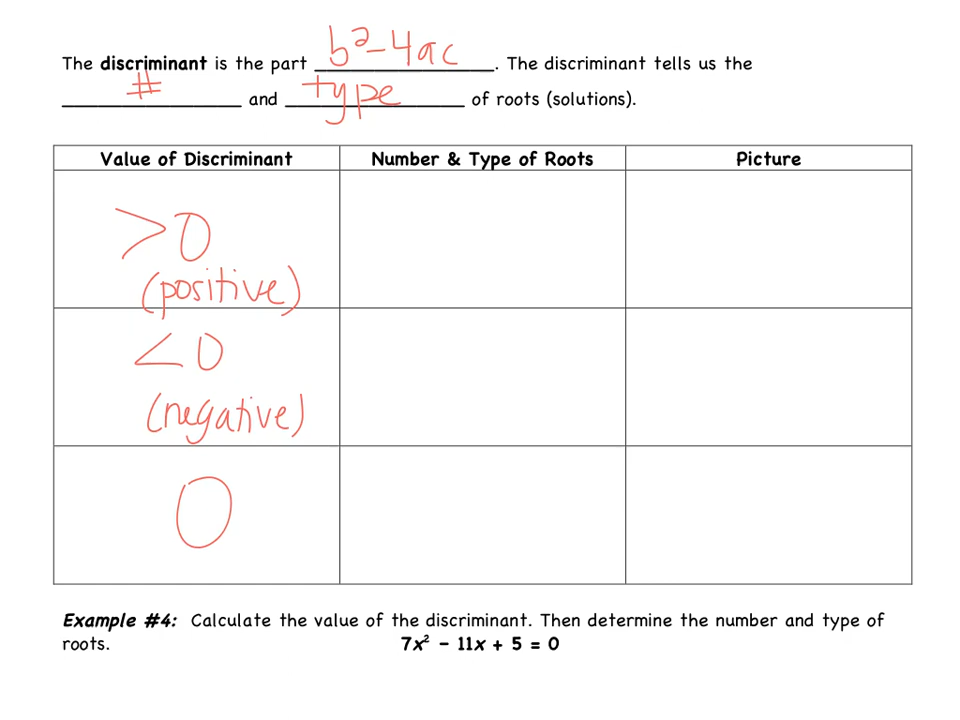 The discriminant is the part b²-4ac. The discriminant tells us the
# and type of roots (solutions).
Value of Discriminant Number & Type of Roots Picture
>0
(positive)
<0
(negative)
0
Example #4: Calculate the value of the discriminant. Then determine the number and type of
roots. 7x² − 11x + 5 = 0